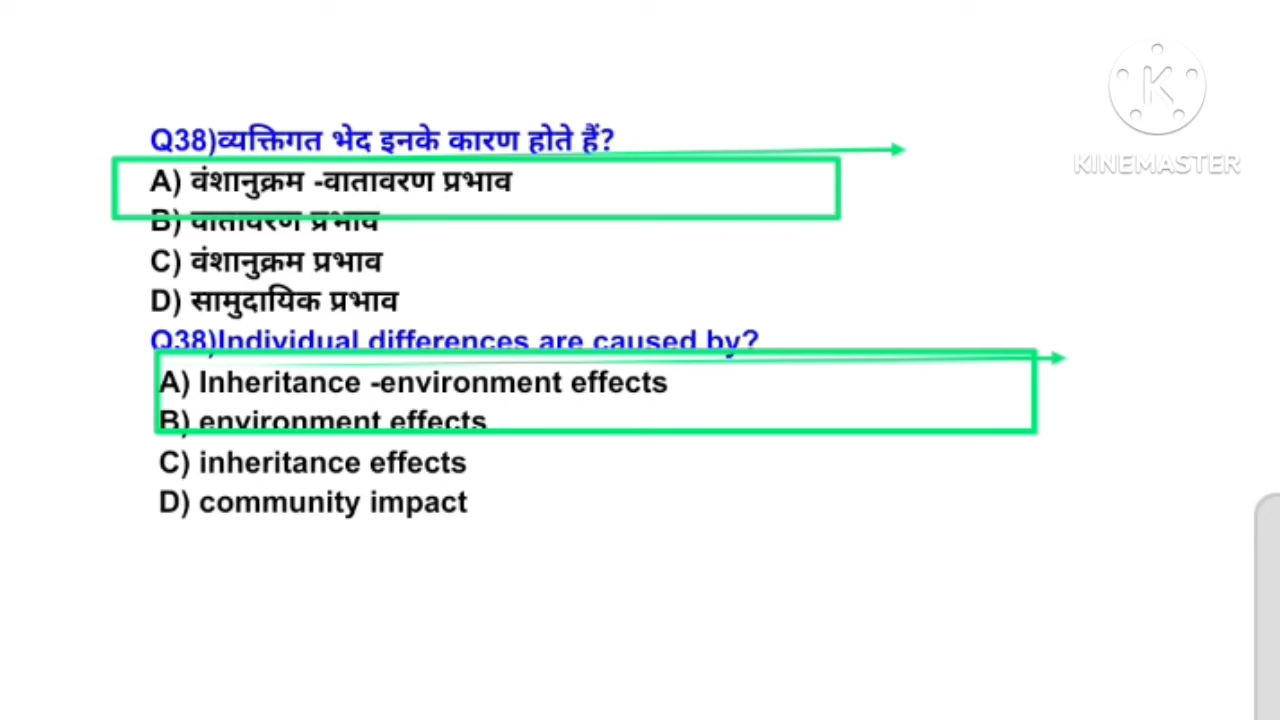 Q38)व्यक्तिगत भेद इनके कारण होते हैं?
A) वंशानुक्रम -वातावरण प्रभाव
B) वातावरण प्रभाव
C) वंशानुक्रम प्रभाव
D) सामुदायिक प्रभाव
Q38)Individual differences are caused by?
A) Inheritance -environment effects
B) environment effects
C) inheritance effects
D) community impact
K
KINEMASTER